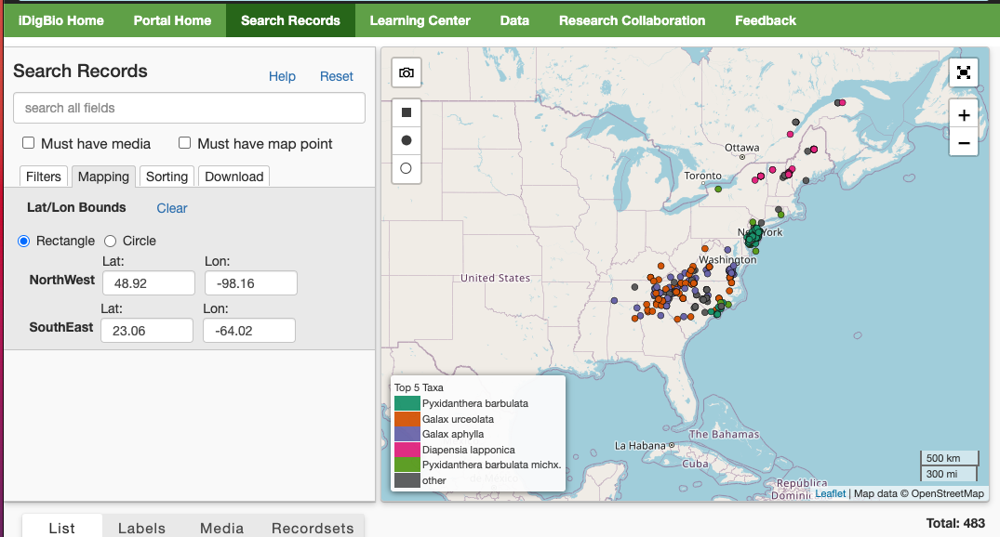 iDigBio Home Portal Home Search Records Learning Center Data Research Collaboration Feedback
Search Records
Help Reset
search all fields
Must have media Must have map point
Filters Mapping Sorting Download
Lat/Lon Bounds Clear
Rectangle Circle
Lat: Lon:
NorthWest 48.92 -98.16
Lat: Lon:
SouthEast 23.06 -64.02
+
−
Ottawa
Toronto
New York
Washington
United States
Top 5 Taxa
Pyxidanthera barbulata
Galax urceolata
Galax aphylla
Diapensia lapponica
Pyxidanthera barbulata michx.
other
La Habana
The Bahamas
Cuba
República
500 km
300 mi
Leaflet | Map data © OpenStreetMap
List Labels Media Recordsets
Total: 483